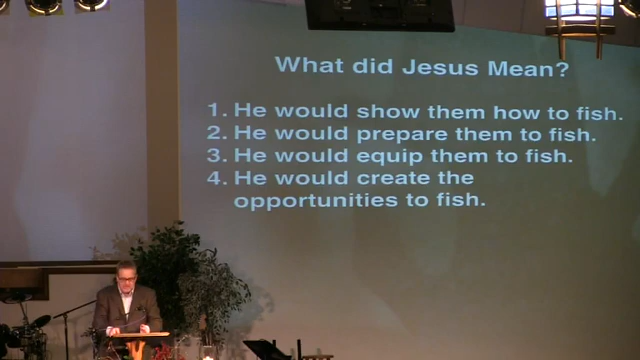 What did Jesus Mean?
1. He would show them how to fish.
2. He would prepare them to fish.
3. He would equip them to fish.
4. He would create the
opportunities to fish.